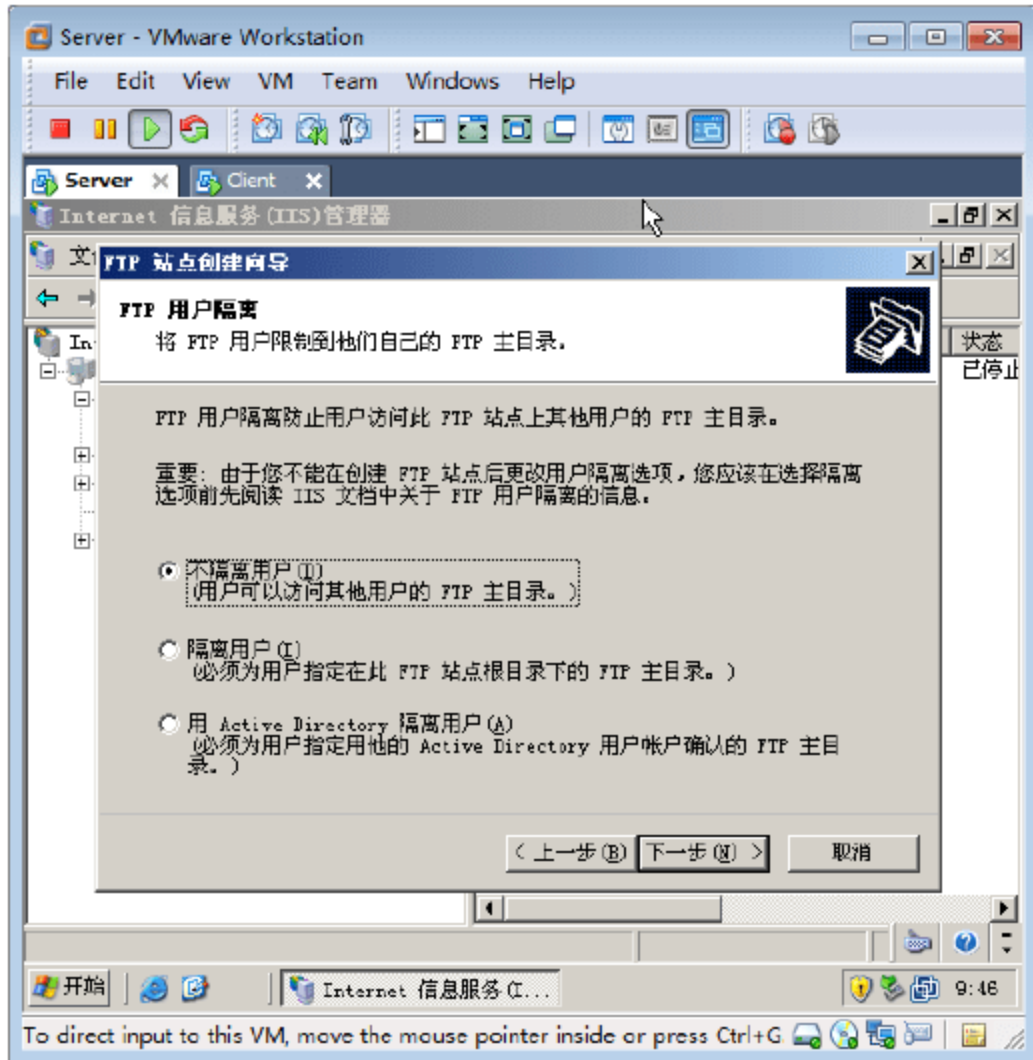 Server - VMware Workstation
File Edit View VM Team Windows Help
Server Client
Internet 信息服务(IIS)管理器
FTP 站点创建向导
FTP 用户隔离
将 FTP 用户限制到他们自己的 FTP 主目录。
状态
已停止
FTP 用户隔离防止用户访问此 FTP 站点上其他用户的 FTP 主目录。
重要: 由于您不能在创建 FTP 站点后更改用户隔离选项,您应该在选择隔离
选项前先阅读 IIS 文档中关于 FTP 用户隔离的信息。
不隔离用户(D)
(用户可以访问其他用户的 FTP 主目录。)
隔离用户(I)
(必须为用户指定在此 FTP 站点根目录下的 FTP 主目录。)
用 Active Directory 隔离用户(A)
(必须为用户指定用他的 Active Directory 用户帐户确认的 FTP 主目
录。)
< 上一步(B) 下一步(N) > 取消
开始 Internet 信息服务(I... 9:46
To direct input to this VM, move the mouse pointer inside or press Ctrl+G